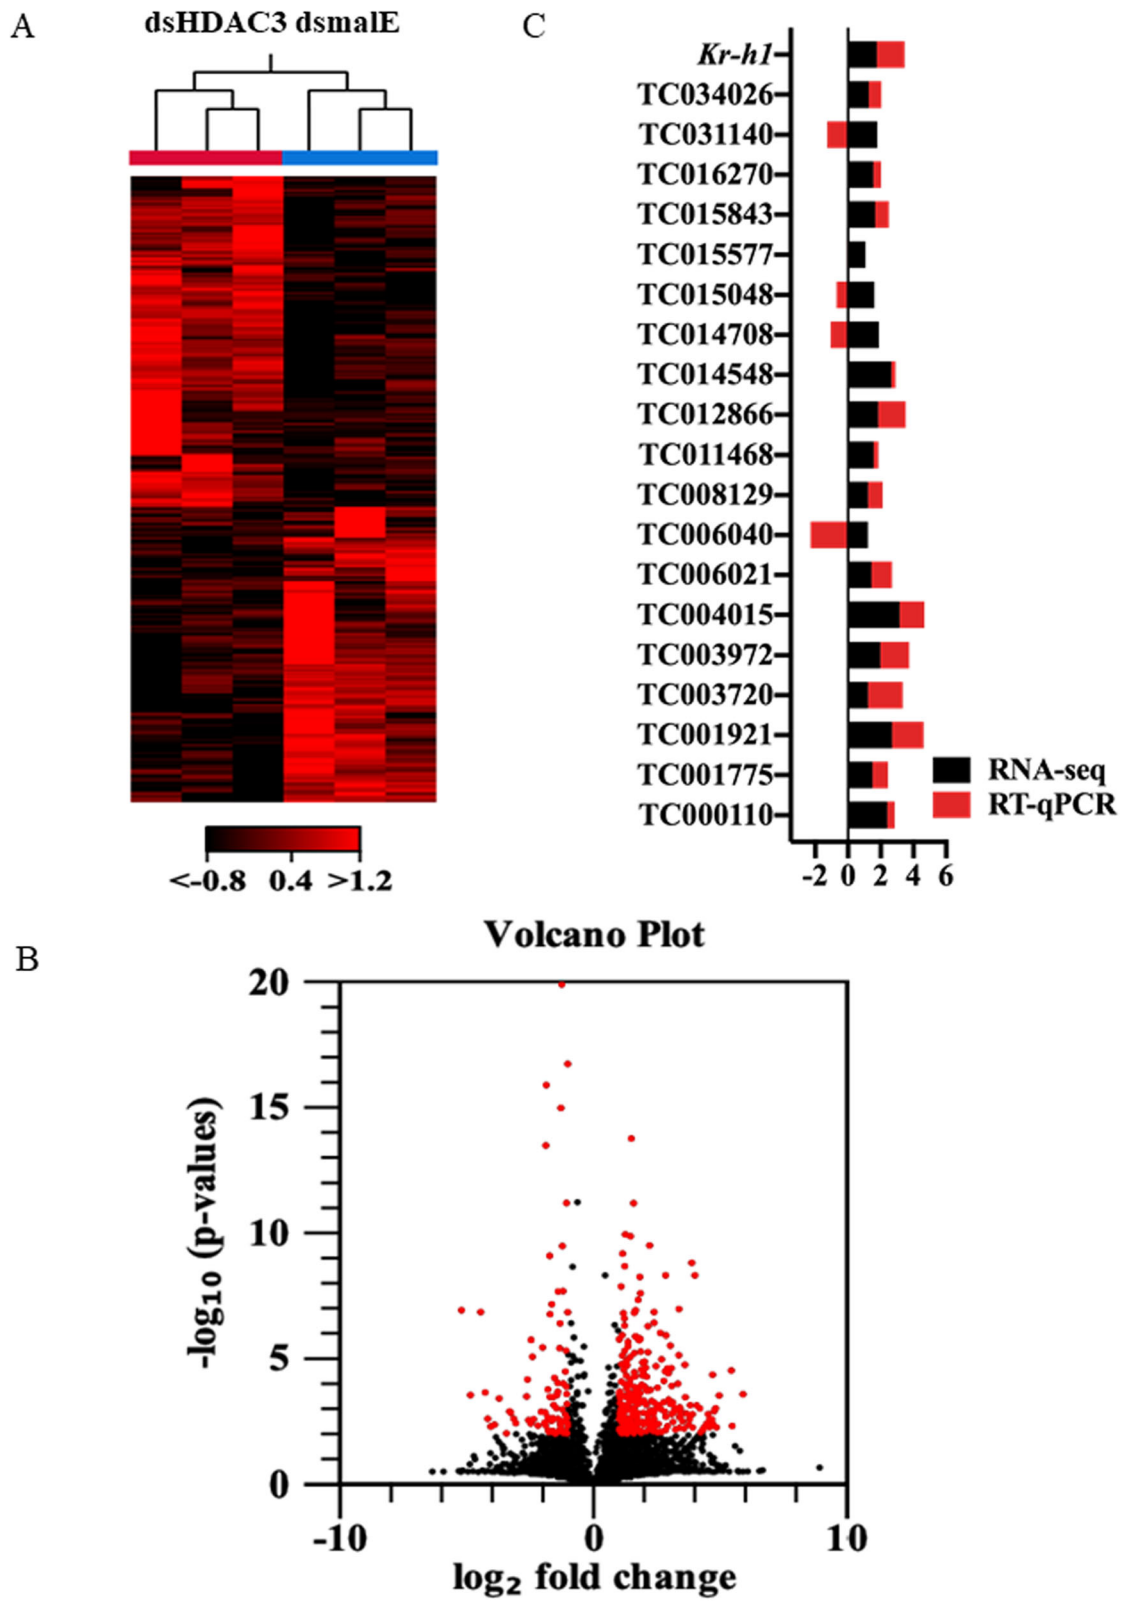 A
dsHDAC3 dsmalE
<-0.8 0.4 >1.2
C
Kr-h1
TC034026
TC031140
TC016270
TC015843
TC015577
TC015048
TC014708
TC014548
TC012866
TC011468
TC008129
TC006040
TC006021
TC004015
TC003972
TC003720
TC001921
TC001775
TC000110
RNA-seq
RT-qPCR
-2 0 2 4 6
B
Volcano Plot
20
15
10
5
0
-log₁₀ (p-values)
-10 0 10
log₂ fold change